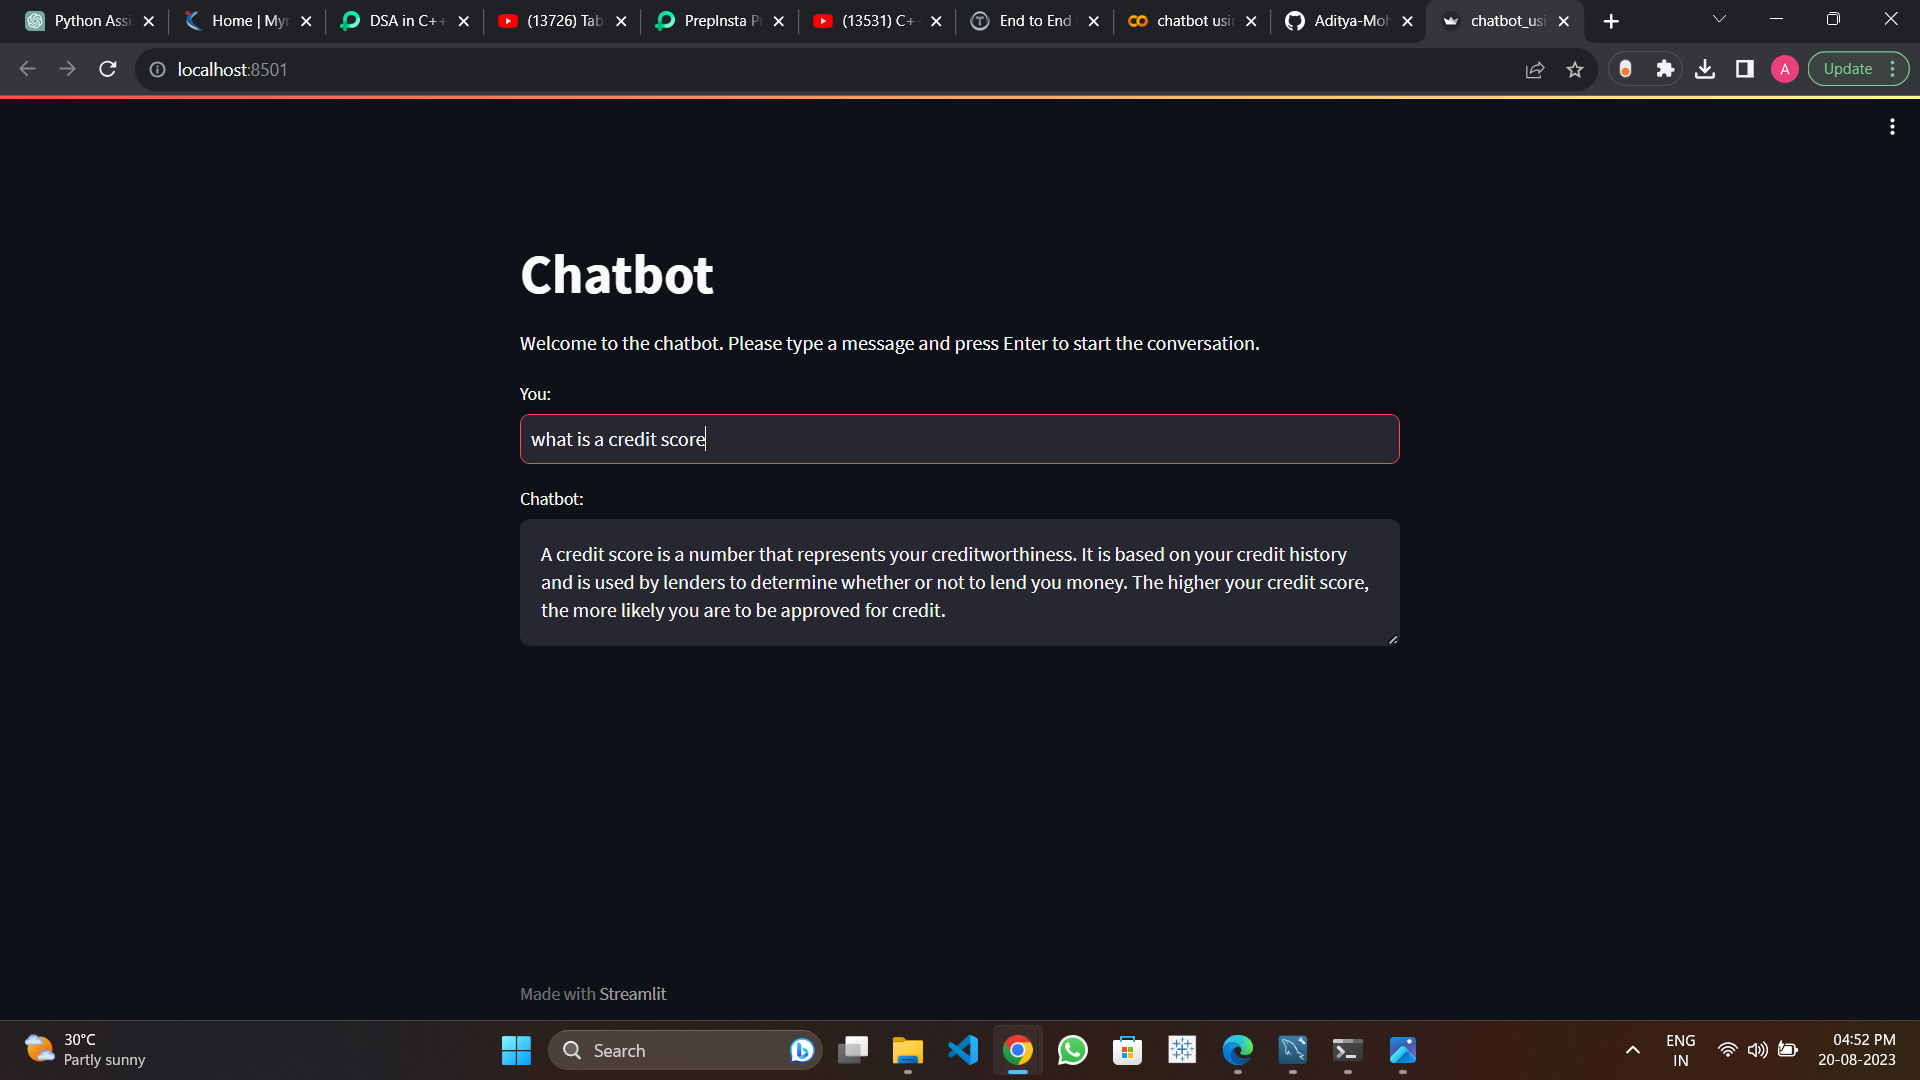 Python Assi
Home | Myn
DSA in C++
(13726) Tab
PrepInsta P
(13531) C+
End to End
chatbot usin
Aditya-Moh
chatbot_usi
localhost:8501
A
Update
Chatbot
Welcome to the chatbot. Please type a message and press Enter to start the conversation.
You:
what is a credit score
Chatbot:
A credit score is a number that represents your creditworthiness. It is based on your credit history
and is used by lenders to determine whether or not to lend you money. The higher your credit score,
the more likely you are to be approved for credit.
Made with Streamlit
30°C
Partly sunny
Search
ENG
IN
04:52 PM
20-08-2023